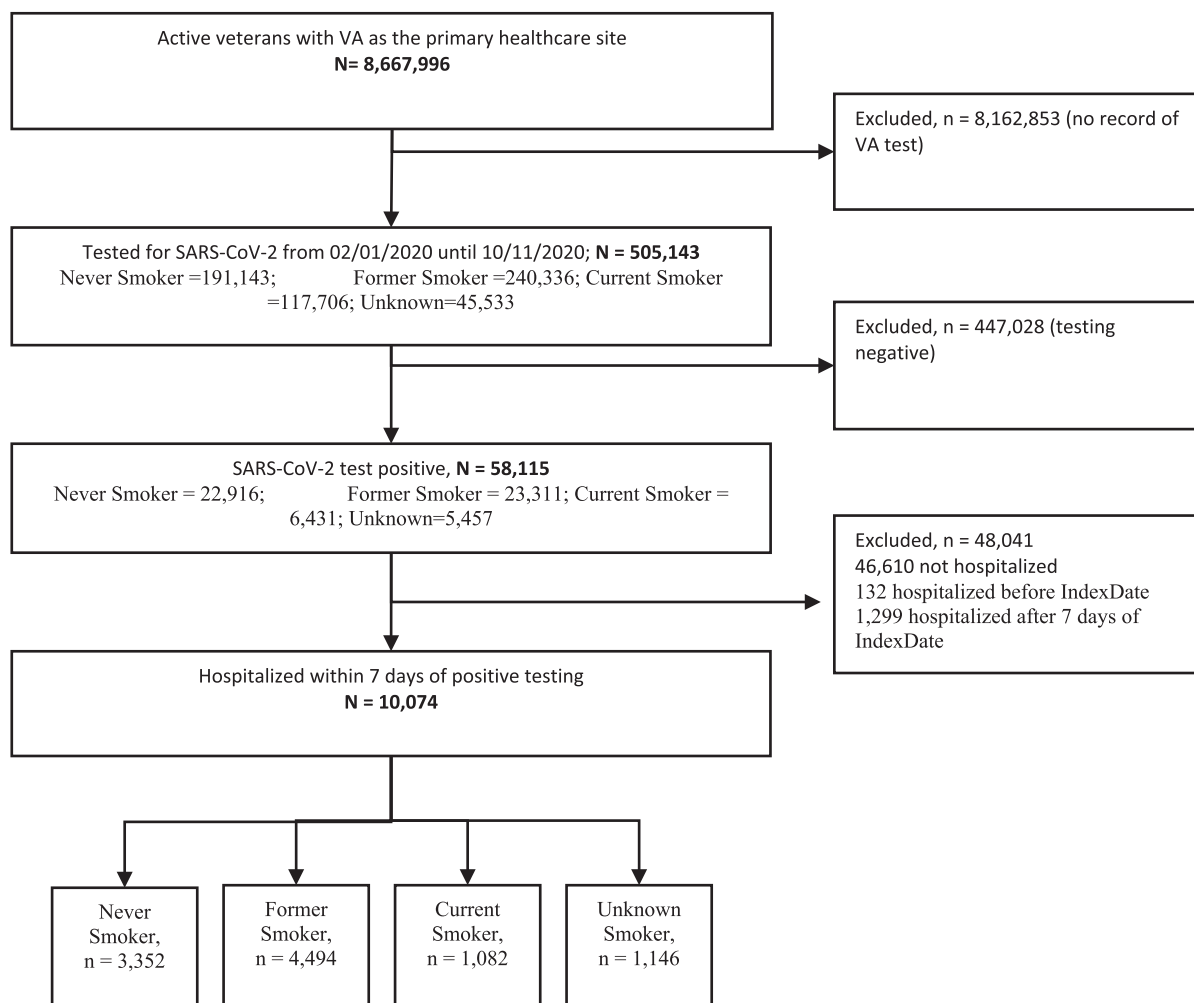 Active veterans with VA as the primary healthcare site
N= 8,667,996
Excluded, n = 8,162,853 (no record of
VA test)
Tested for SARS-CoV-2 from 02/01/2020 until 10/11/2020; N = 505,143
Never Smoker =191,143; Former Smoker =240,336; Current Smoker
=117,706; Unknown=45,533
Excluded, n = 447,028 (testing
negative)
SARS-CoV-2 test positive, N = 58,115
Never Smoker = 22,916; Former Smoker = 23,311; Current Smoker =
6,431; Unknown=5,457
Excluded, n = 48,041
46,610 not hospitalized
132 hospitalized before IndexDate
1,299 hospitalized after 7 days of
IndexDate
Hospitalized within 7 days of positive testing
N = 10,074
Never
Smoker,
n = 3,352
Former
Smoker,
n = 4,494
Current
Smoker,
n = 1,082
Unknown
Smoker,
n = 1,146